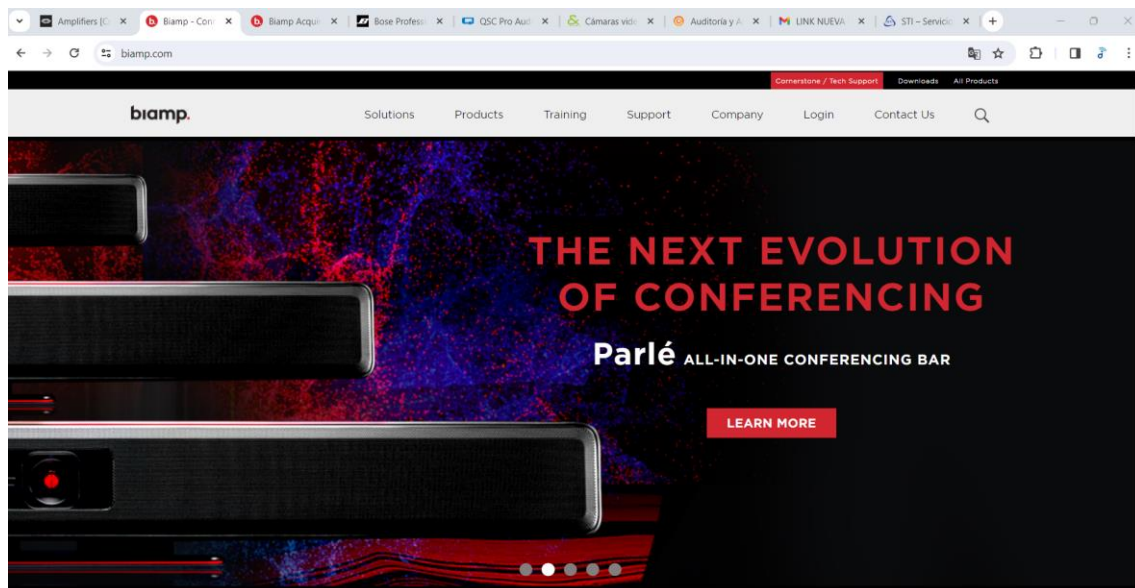 Amplifiers [C
Biamp - Con
Biamp Acqu
Bose Profess
QSC Pro Aud
Cámaras vide
Auditoría y A
LINK NUEVA
STI – Servicio
biamp.com
Cornerstone / Tech Support
Downloads
All Products
biamp.
Solutions
Products
Training
Support
Company
Login
Contact Us
THE NEXT EVOLUTION
OF CONFERENCING
Parlé ALL-IN-ONE CONFERENCING BAR
LEARN MORE